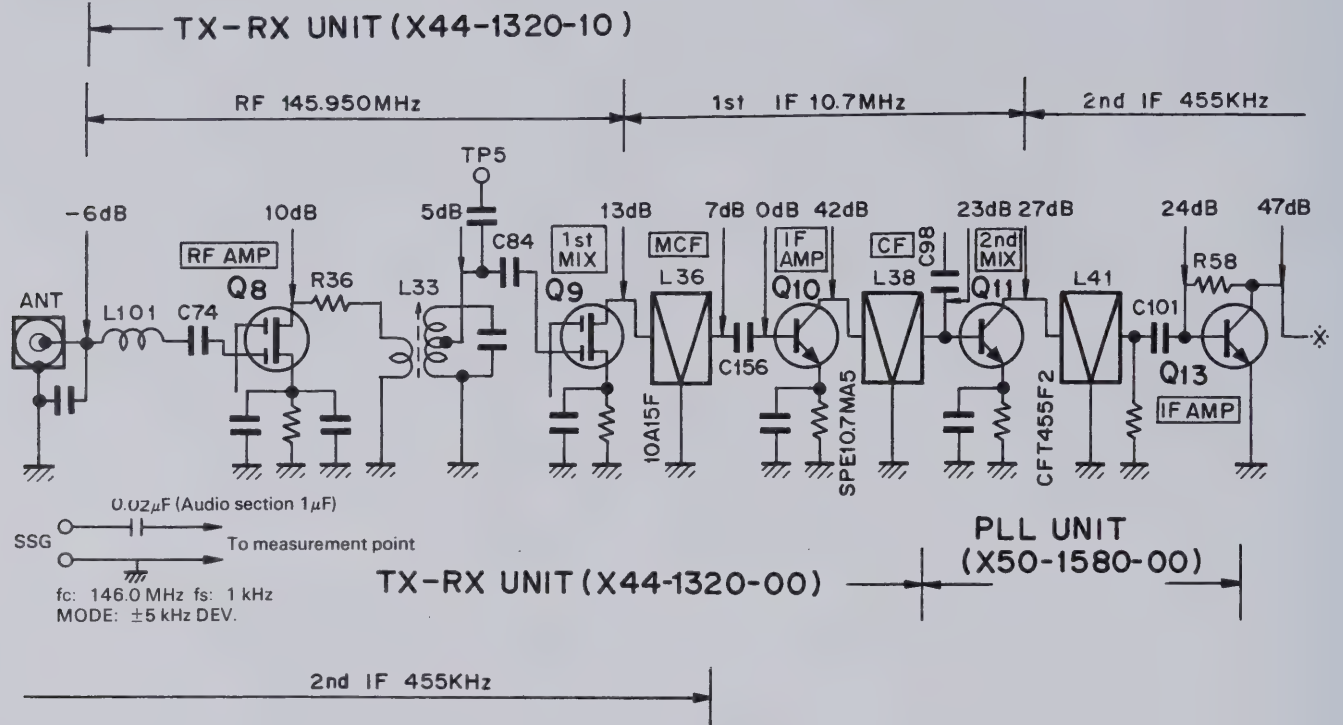 TX-RX UNIT (X44-1320-10)
RF 145.950MHz
1st IF 10.7MHz
2nd IF 455KHz
TP5
-6dB
10dB
5dB
13dB
7dB
0dB
42dB
23dB
27dB
24dB
47dB
RF AMP
C84
1st
MIX
MCF
IF
AMP
CF
C98
2nd
MIX
R58
ANT
L101
C74
Q8
R36
L33
Q9
L36
Q10
L38
Q11
L41
C101
C156
Q13
IF AMP
10A15F
SPE10.7MA5
CFT455F2
0.02μF (Audio section 1μF)
SSG
To measurement point
fc: 146.0 MHz fs: 1 kHz
MODE: ±5 kHz DEV.
TX-RX UNIT (X44-1320-00)
PLL UNIT
(X50-1580-00)
2nd IF 455KHz